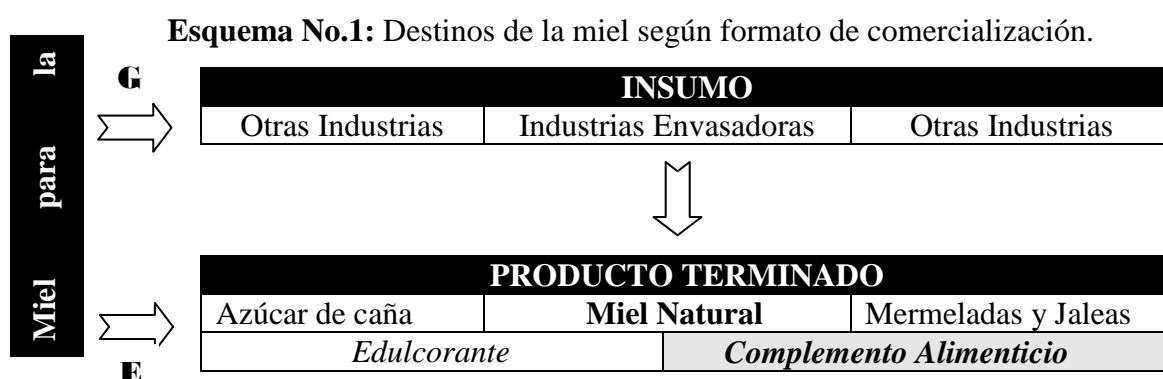 Esquema No.1: Destinos de la miel según formato de comercialización.
Miel para la
G
INSUMO
Otras Industrias Industrias Envasadoras Otras Industrias
PRODUCTO TERMINADO
Azúcar de caña Miel Natural Mermeladas y Jaleas
Edulcorante Complemento Alimenticio
E